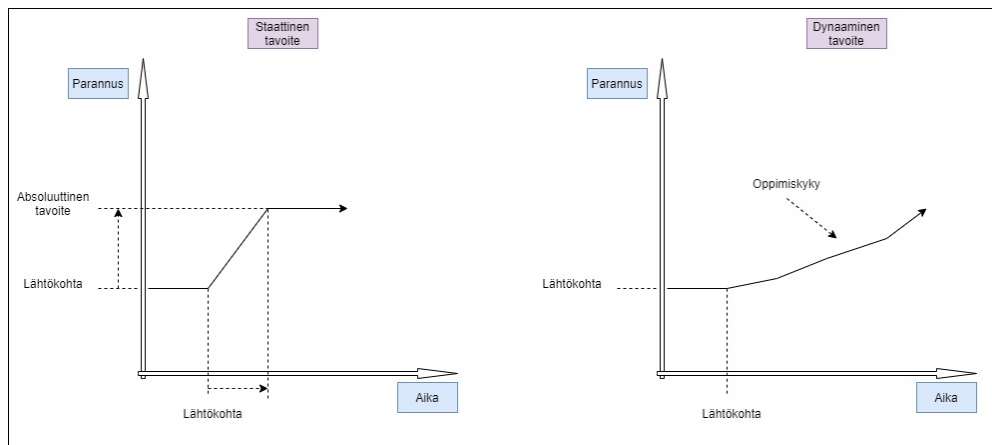 Staattinen
tavoite
Parannus
Absoluuttinen
tavoite
Lähtökohta
Lähtökohta
Aika
Dynaaminen
tavoite
Parannus
Oppimiskyky
Lähtökohta
Lähtökohta
Aika